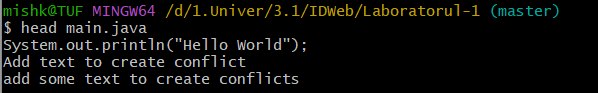 mishk@TUF MINGW64 /d/1.Univer/3.1/IDWeb/Laboratorul-1 (master)
$ head main.java
System.out.println("Hello World");
Add text to create conflict
add some text to create conflicts